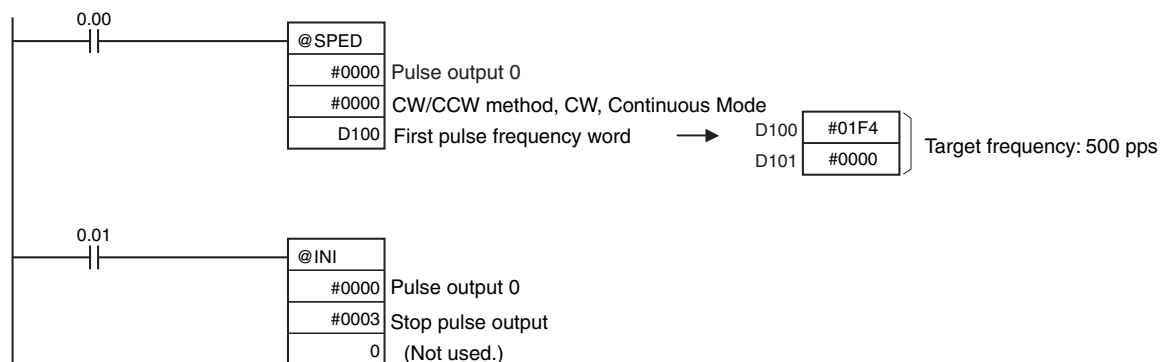 0.00
@SPED
#0000 Pulse output 0
#0000 CW/CCW method, CW, Continuous Mode
D100 First pulse frequency word
D100 #01F4
D101 #0000
Target frequency: 500 pps
0.01
@INI
#0000 Pulse output 0
#0003 Stop pulse output
0 (Not used.)